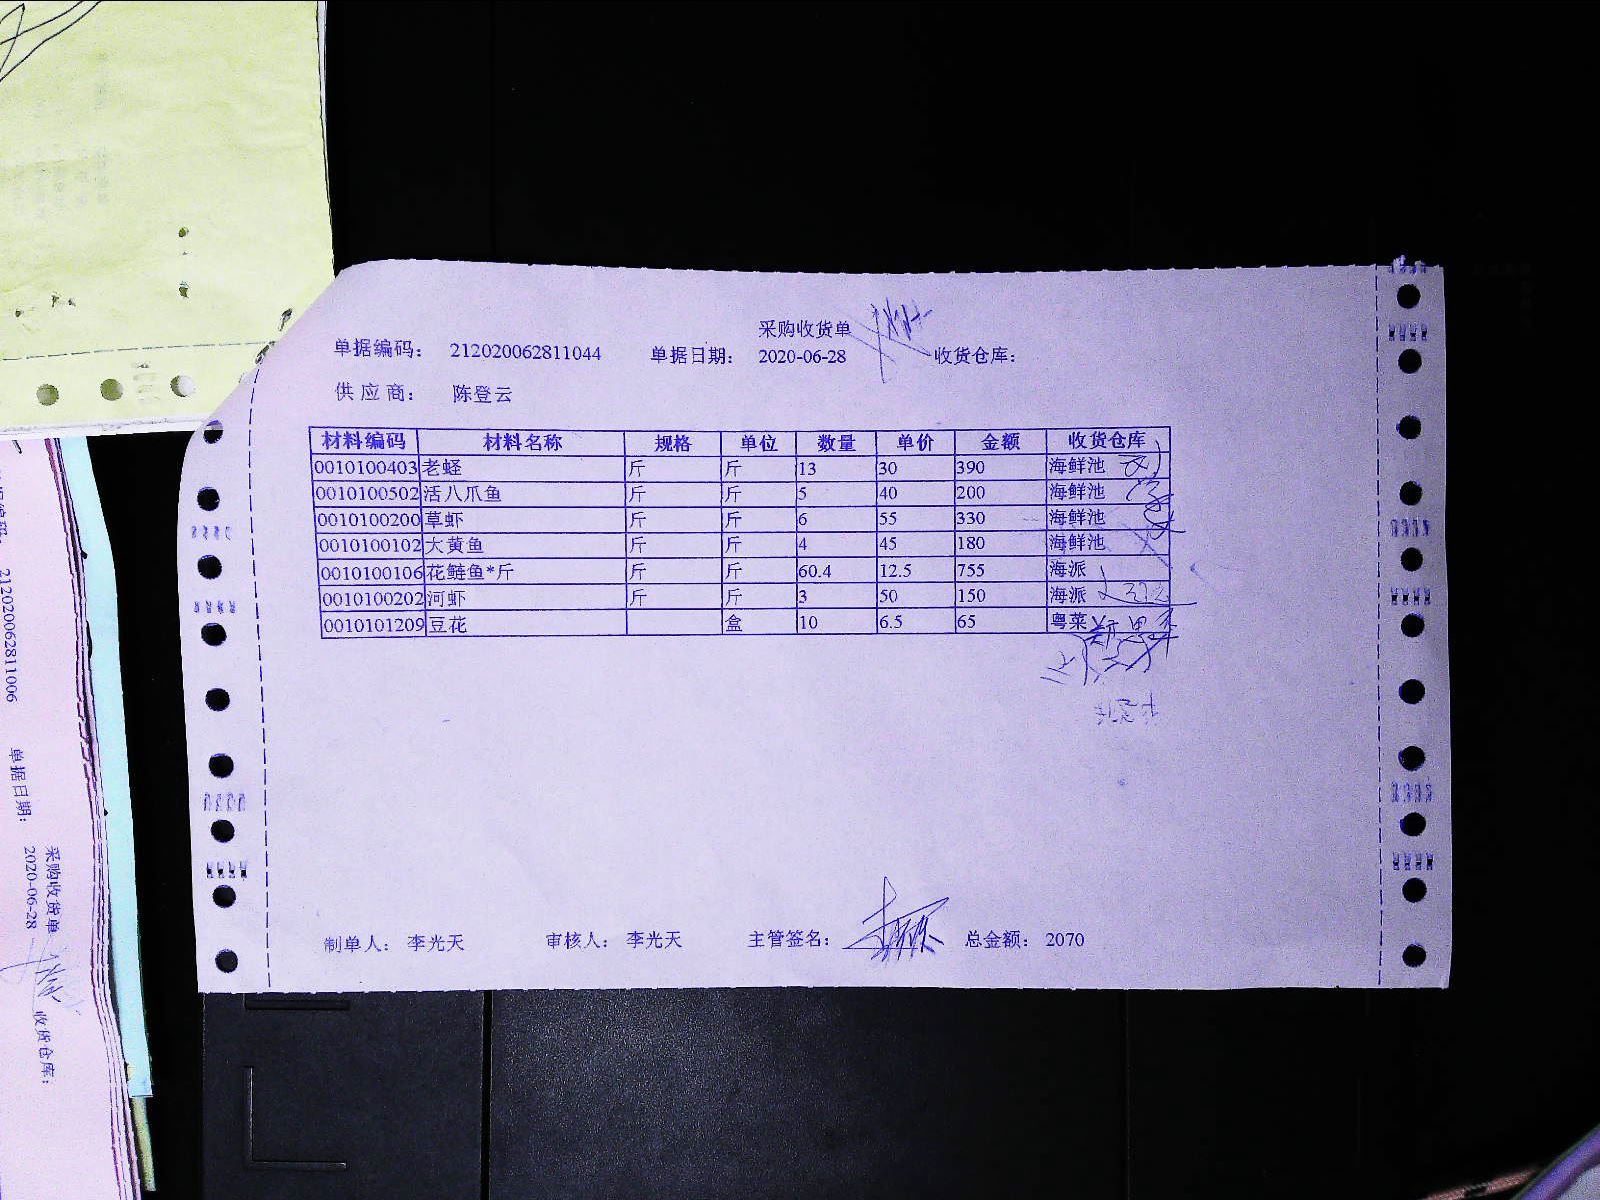 采购收货单
单据编码： 212020062811044 单据日期： 2020-06-28 收货仓库：
供 应 商： 陈登云
材料编码 材料名称 规格 单位 数量 单价 金额 收货仓库
0010100403 老蛏 斤 斤 13 30 390 海鲜池
0010100502 活八爪鱼 斤 斤 5 40 200 海鲜池
0010100200 草虾 斤 斤 6 55 330 海鲜池
0010100102 大黄鱼 斤 斤 4 45 180 海鲜池
0010100106 花鲢鱼*斤 斤 斤 60.4 12.5 755 海派
0010100202 河虾 斤 斤 3 50 150 海派
0010101209 豆花 盒 10 6.5 65 粤菜
制单人： 李光天 审核人： 李光天 主管签名： 总金额： 2070
212020062811006
单据日期：
采购收货单
2020-06-28
收货仓库：